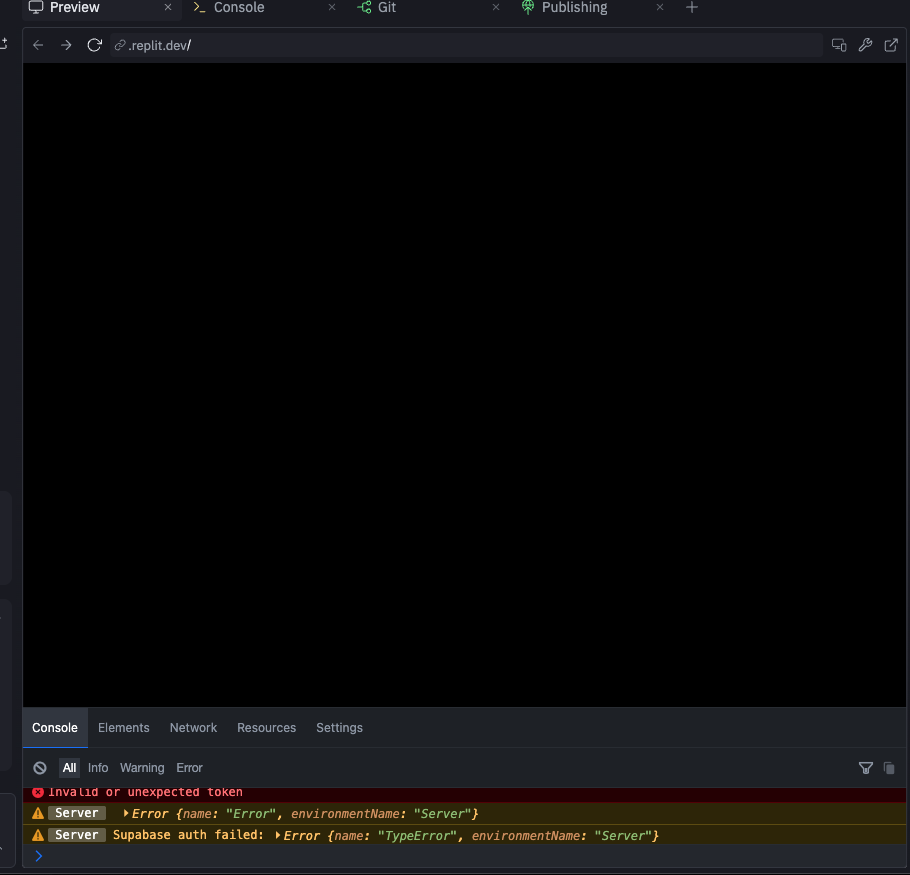 Preview × >_ Console × Git × Publishing × +
.replit.dev/
Console Elements Network Resources Settings
All Info Warning Error
Invalid or unexpected token
Server Error {name: "Error", environmentName: "Server"}
Server Supabase auth failed: Error {name: "TypeError", environmentName: "Server"}